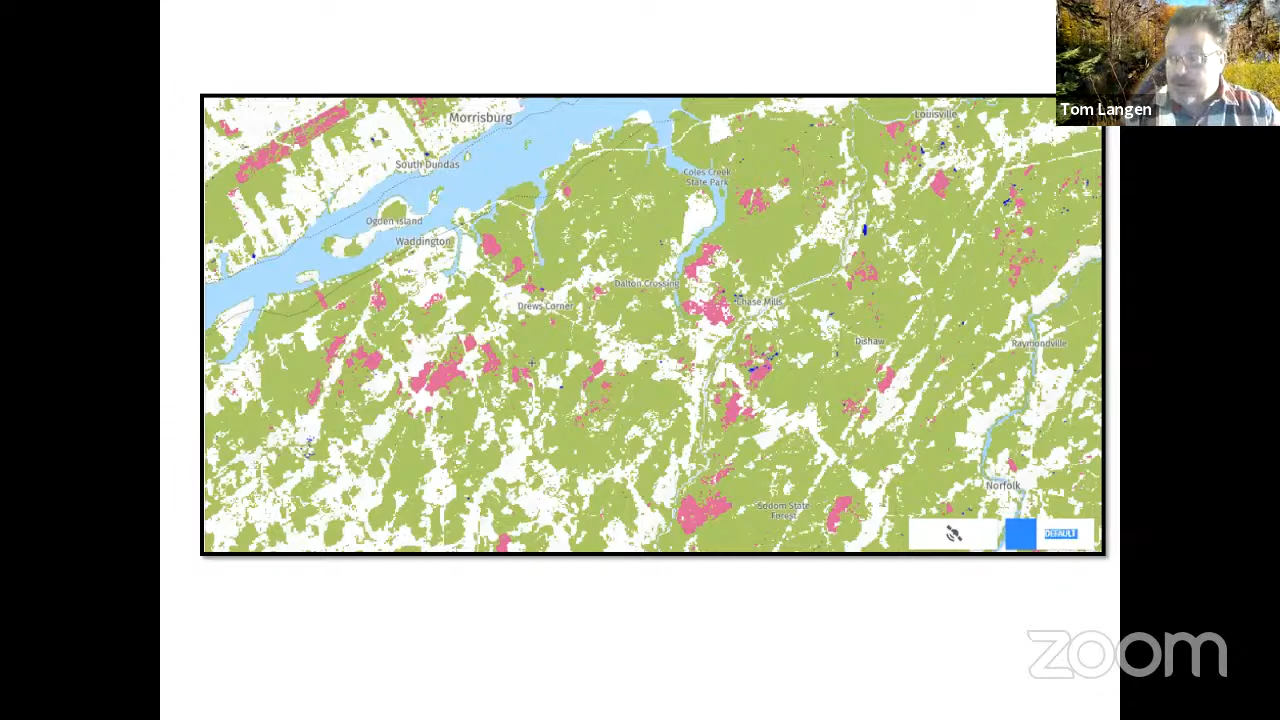 Tom Langen
Morrisburg
Louisville
South Dundas
Coles Creek
State Park
Ogden Island
Waddington
Dalton Crossing
Drews Corner
Chase Mills
Dishaw
Raymondville
Norfolk
Sodom State
Forest
DEFAULT
zoom